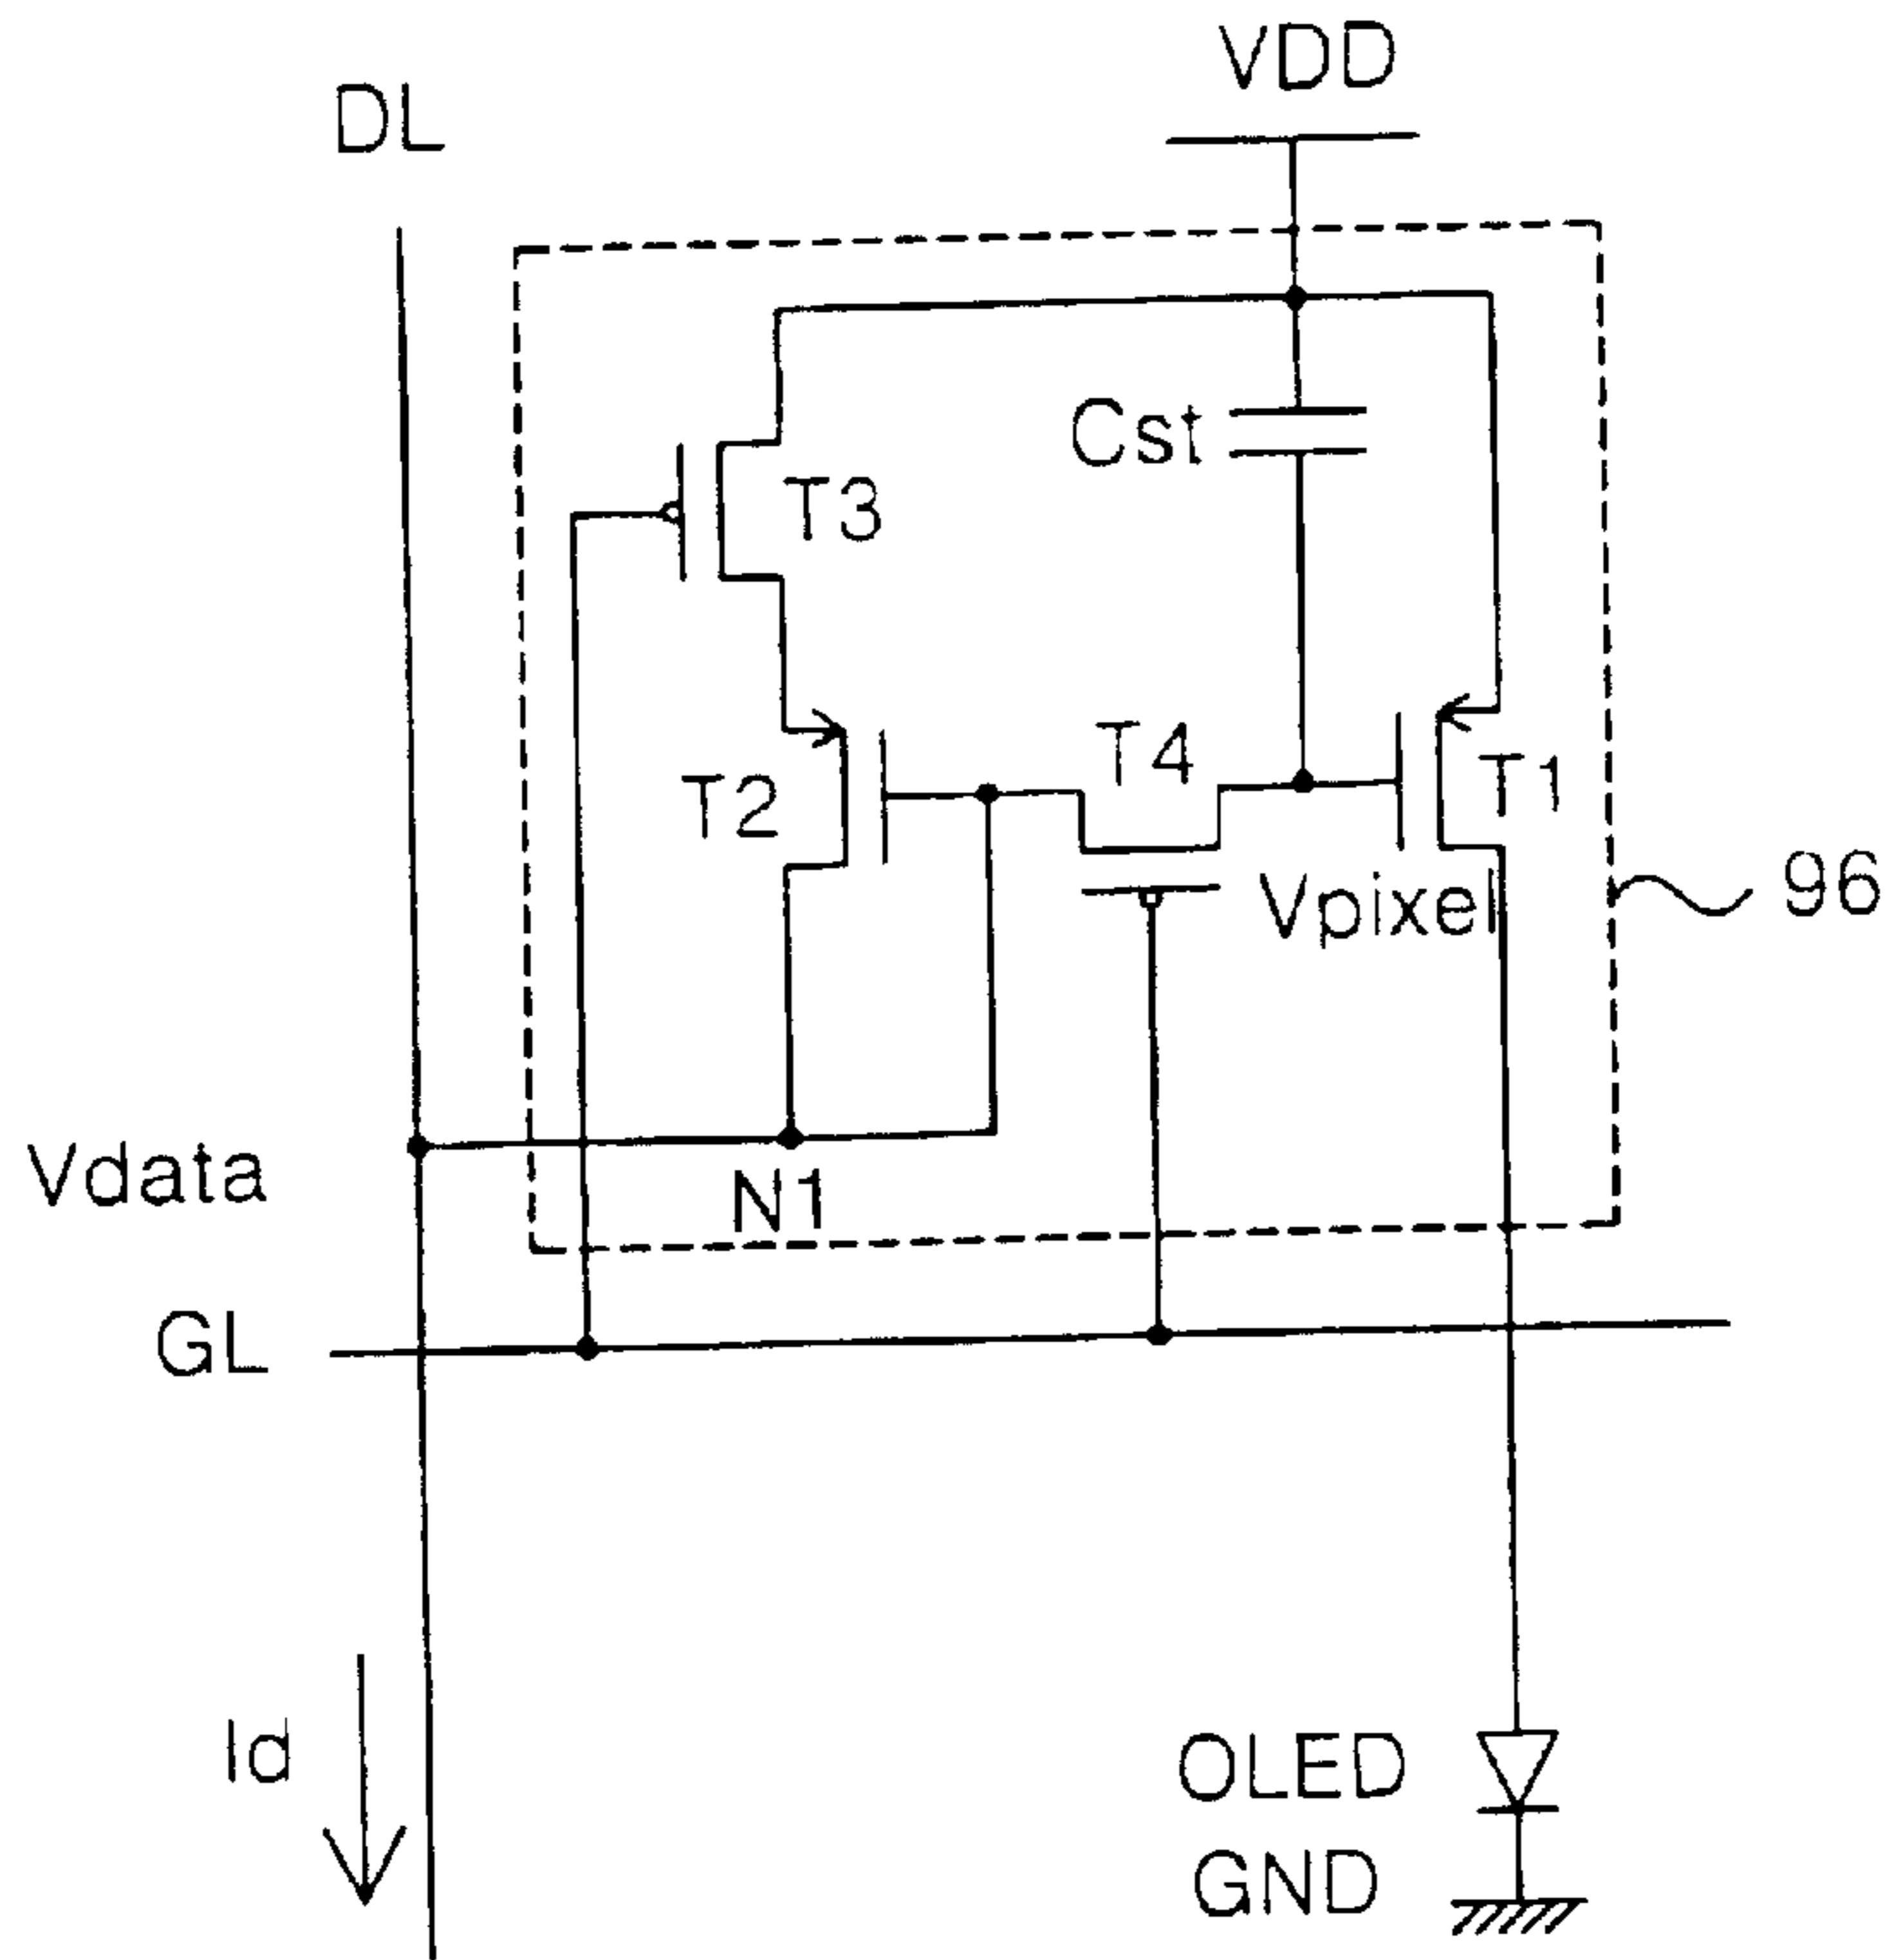 VDD
DL
Cst
T3
T4
T2
T1
Vpixel
96
Vdata
N1
GL
Id
OLED
GND